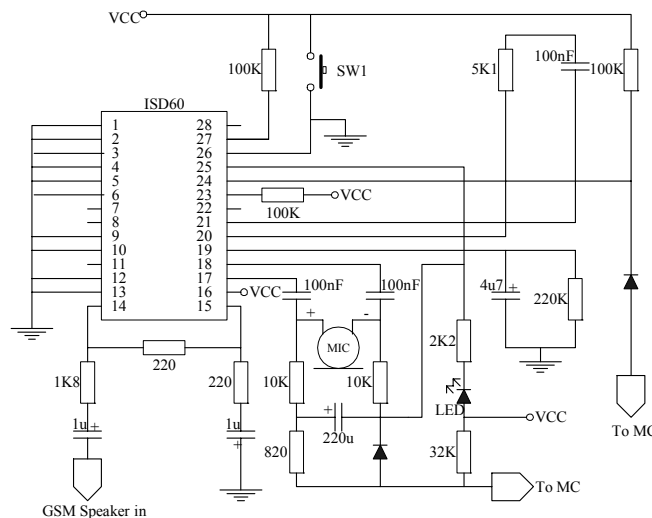 VCC
100K
SW1
5K1
100nF
100K
ISD60
1 28
2 27
3 26
4 25
5 24
6 23
7 22
8 21
9 20
10 19
11 18
12 17
13 16
14 15
VCC
100K
VCC
100nF
100nF
4u7
+
220K
+
-
MIC
2K2
220
1K8
220
10K
10K
LED
VCC
1u
+
1u
+
+
220u
820
32K
To MC
To MC
GSM Speaker in